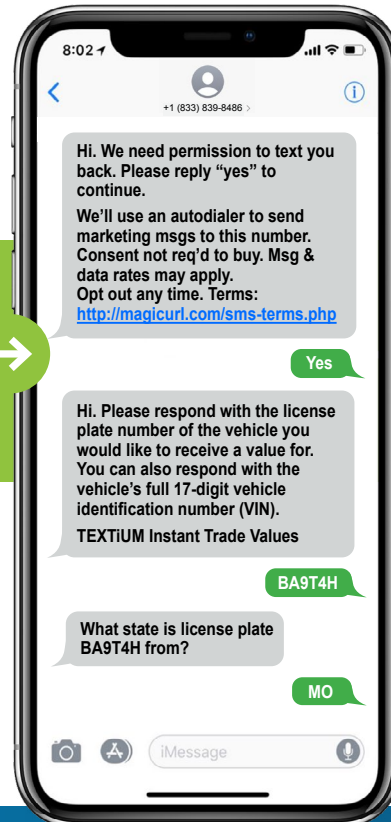 8:02
+1 (833) 839-8486 >
Hi. We need permission to text you
back. Please reply “yes” to
continue.
We’ll use an autodialer to send
marketing msgs to this number.
Consent not req’d to buy. Msg &
data rates may apply.
Opt out any time. Terms:
http://magicurl.com/sms-terms.php
Yes
Hi. Please respond with the license
plate number of the vehicle you
would like to receive a value for.
You can also respond with the
vehicle’s full 17-digit vehicle
identification number (VIN).
TEXTiUM Instant Trade Values
BA9T4H
What state is license plate
BA9T4H from?
MO
iMessage